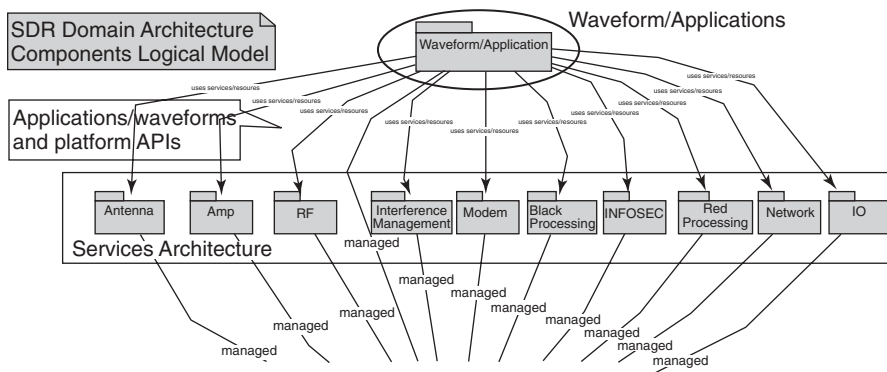 SDR Domain Architecture
Components Logical Model
Waveform/Applications
Waveform/Application
uses services/resoures
uses services/resoures
uses services/resoures
uses services/resoures
uses services/resoures
uses services/resoures
uses services/resoures
uses services/resoures
uses services/resoures
uses services/resoures
Applications/waveforms
and platform APIs
Antenna
Amp
RF
Interference
Management
Modem
Black
Processing
INFOSEC
Red
Processing
Network
IO
Services Architecture
managed
managed
managed
managed
managed
managed
managed
managed
managed
managed
managed